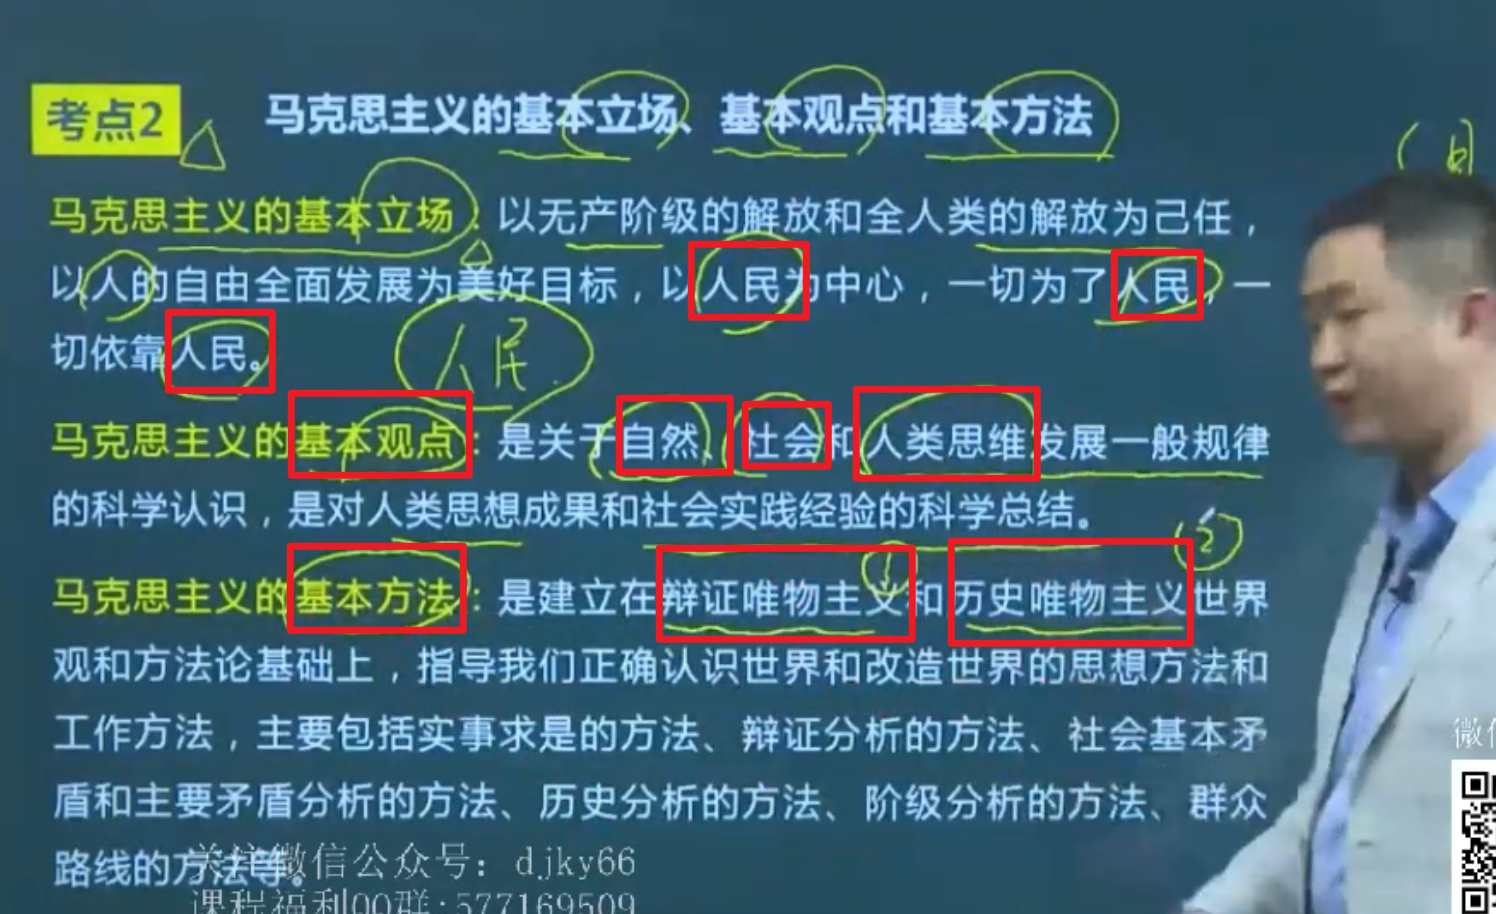 考点2 马克思主义的基本立场、基本观点和基本方法
马克思主义的基本立场：以无产阶级的解放和全人类的解放为己任，
以人的自由全面发展为美好目标，以人民为中心，一切为了人民，一
切依靠人民。
人民
马克思主义的基本观点：是关于自然、社会和人类思维发展一般规律
的科学认识，是对人类思想成果和社会实践经验的科学总结。
马克思主义的基本方法：是建立在辩证唯物主义和历史唯物主义世界
观和方法论基础上，指导我们正确认识世界和改造世界的思想方法和
工作方法，主要包括实事求是的方法、辩证分析的方法、社会基本矛
盾和主要矛盾分析的方法、历史分析的方法、阶级分析的方法、群众
路线的方法等。
关注微信公众号：djky66
课程福利QQ群：577169509